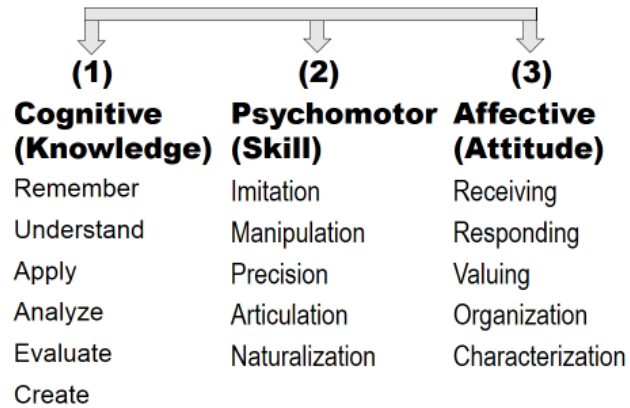 (1)
Cognitive
(Knowledge)
Remember
Understand
Apply
Analyze
Evaluate
Create
(2)
Psychomotor
(Skill)
Imitation
Manipulation
Precision
Articulation
Naturalization
(3)
Affective
(Attitude)
Receiving
Responding
Valuing
Organization
Characterization